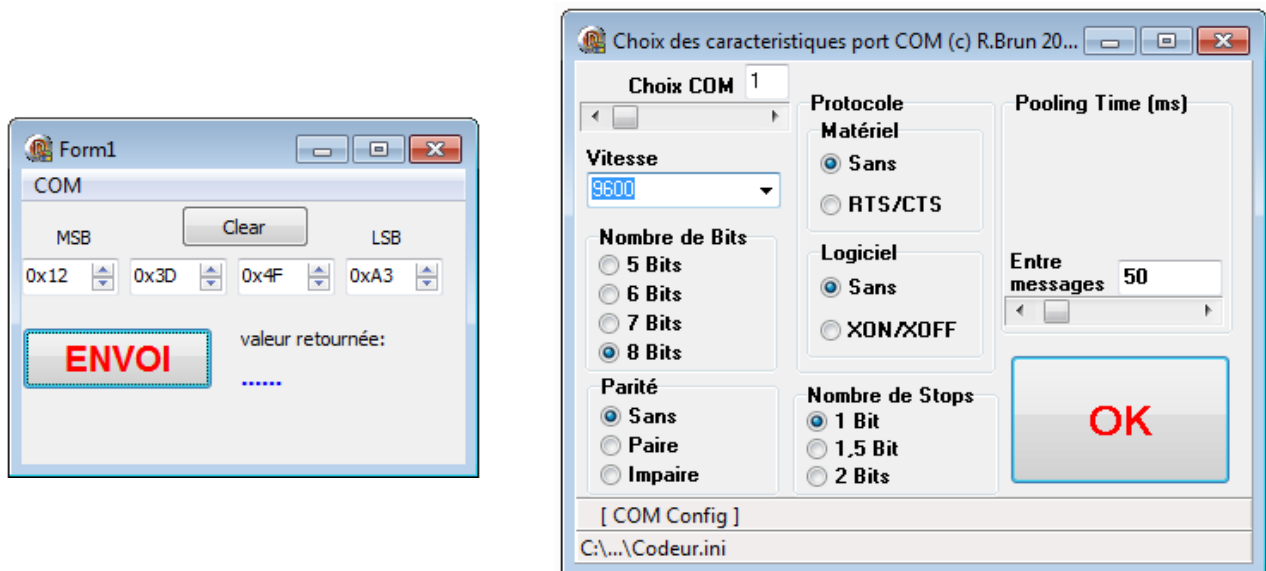 Form1
COM
Clear
MSB
LSB
0x12
0x3D
0x4F
0xA3
ENVOI
valeur retournée:
......
Choix des caracteristiques port COM (c) R.Brun 20...
Choix COM 1
Vitesse
9600
Nombre de Bits
5 Bits
6 Bits
7 Bits
8 Bits
Parité
Sans
Paire
Impaire
Protocole
Matériel
Sans
RTS/CTS
Logiciel
Sans
XON/XOFF
Nombre de Stops
1 Bit
1,5 Bit
2 Bits
Pooling Time (ms)
Entre
messages 50
OK
[ COM Config ]
C:\...\Codeur.ini